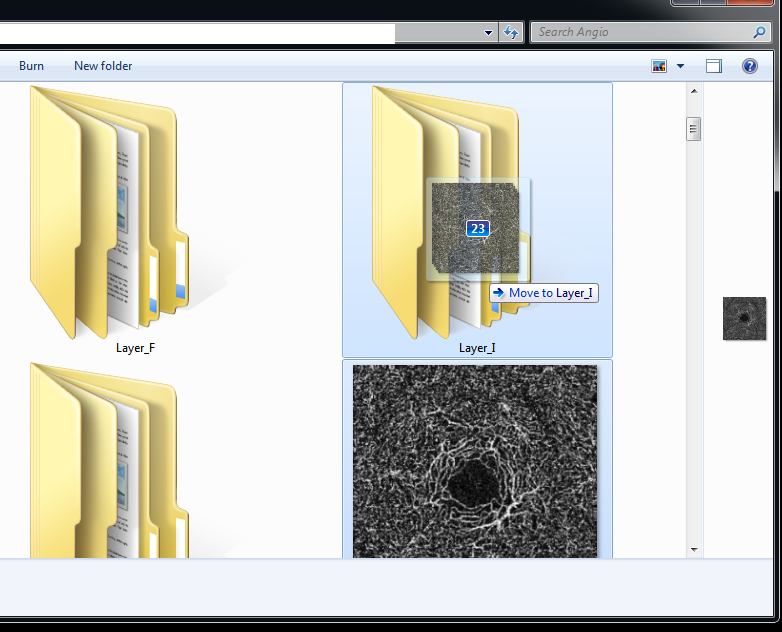 Search Angio
Burn
New folder
23
Move to Layer_I
Layer_F
Layer_I